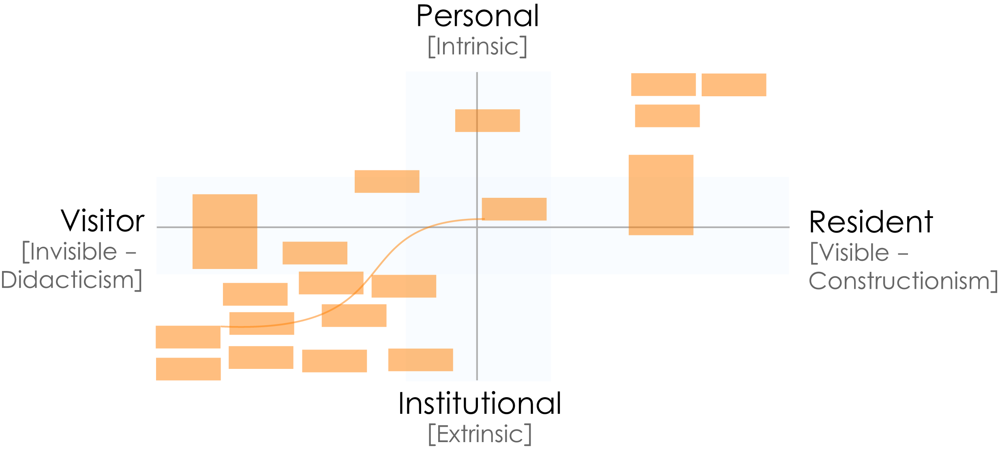 Personal
[Intrinsic]
Visitor
[Invisible –
Didacticism]
Resident
[Visible –
Constructionism]
Institutional
[Extrinsic]